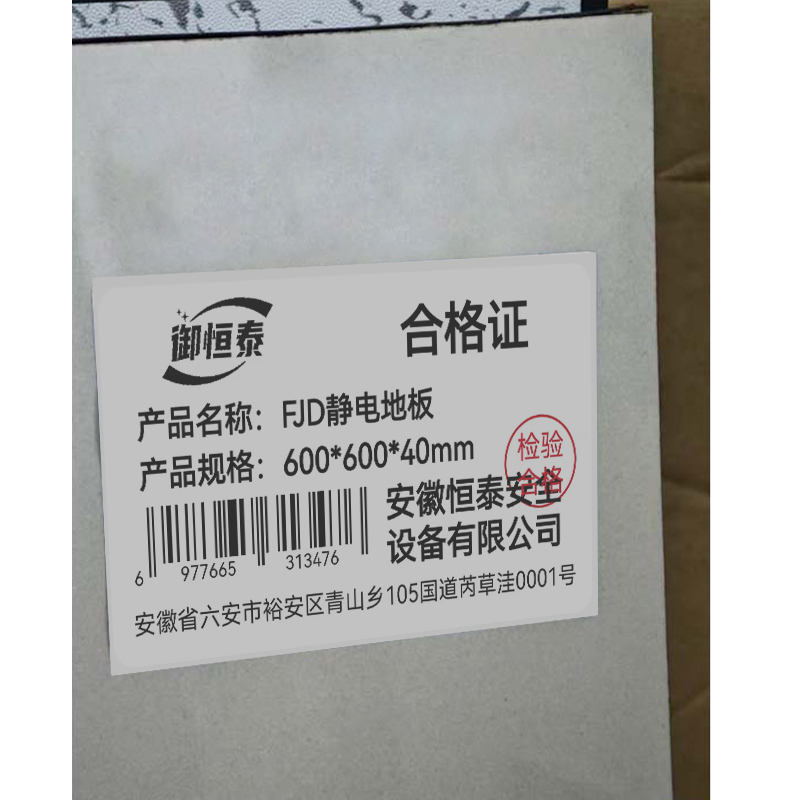 御恒泰
合格证
产品名称：FJD静电地板
产品规格：600*600*40mm
检验
合格
安徽恒泰安全
设备有限公司
6 977665 313476
安徽省六安市裕安区青山乡105国道芮草洼0001号